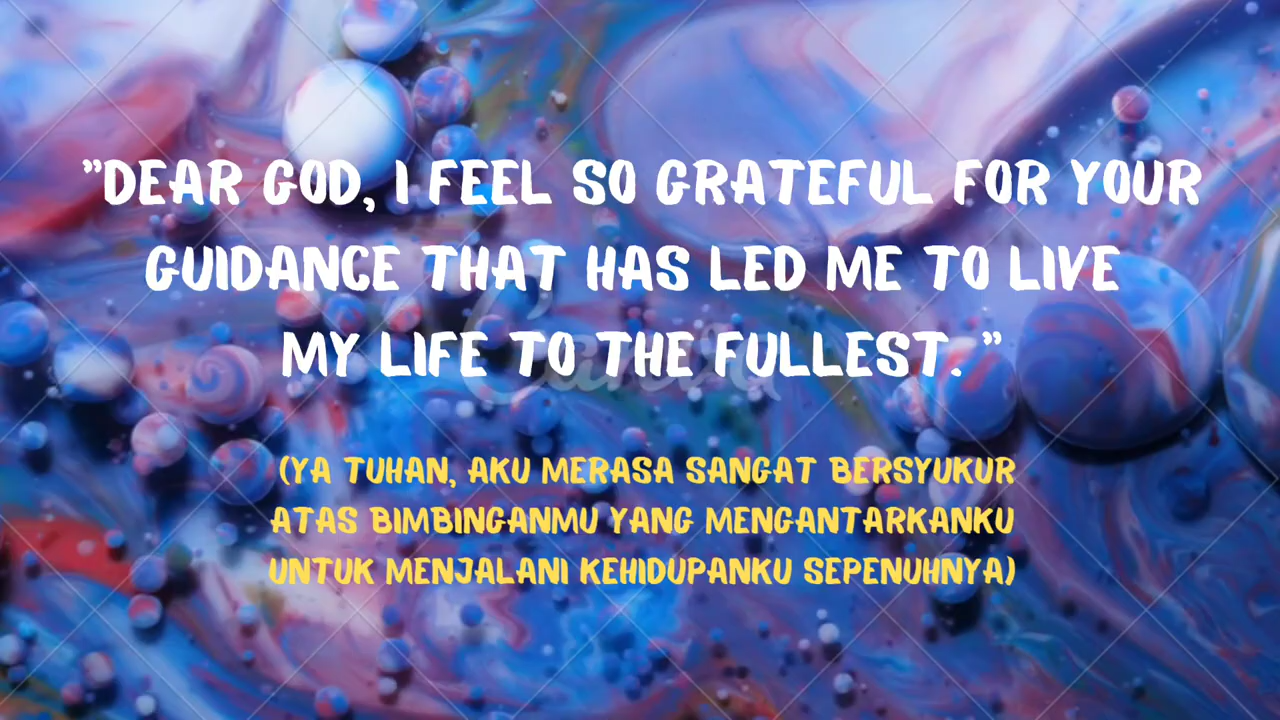 "DEAR GOD, I FEEL SO GRATEFUL FOR YOUR
GUIDANCE THAT HAS LED ME TO LIVE
MY LIFE TO THE FULLEST."
Canva
(YA TUHAN, AKU MERASA SANGAT BERSYUKUR
ATAS BIMBINGANMU YANG MENGANTARKANKU
UNTUK MENJALANI KEHIDUPANKU SEPENUHNYA)